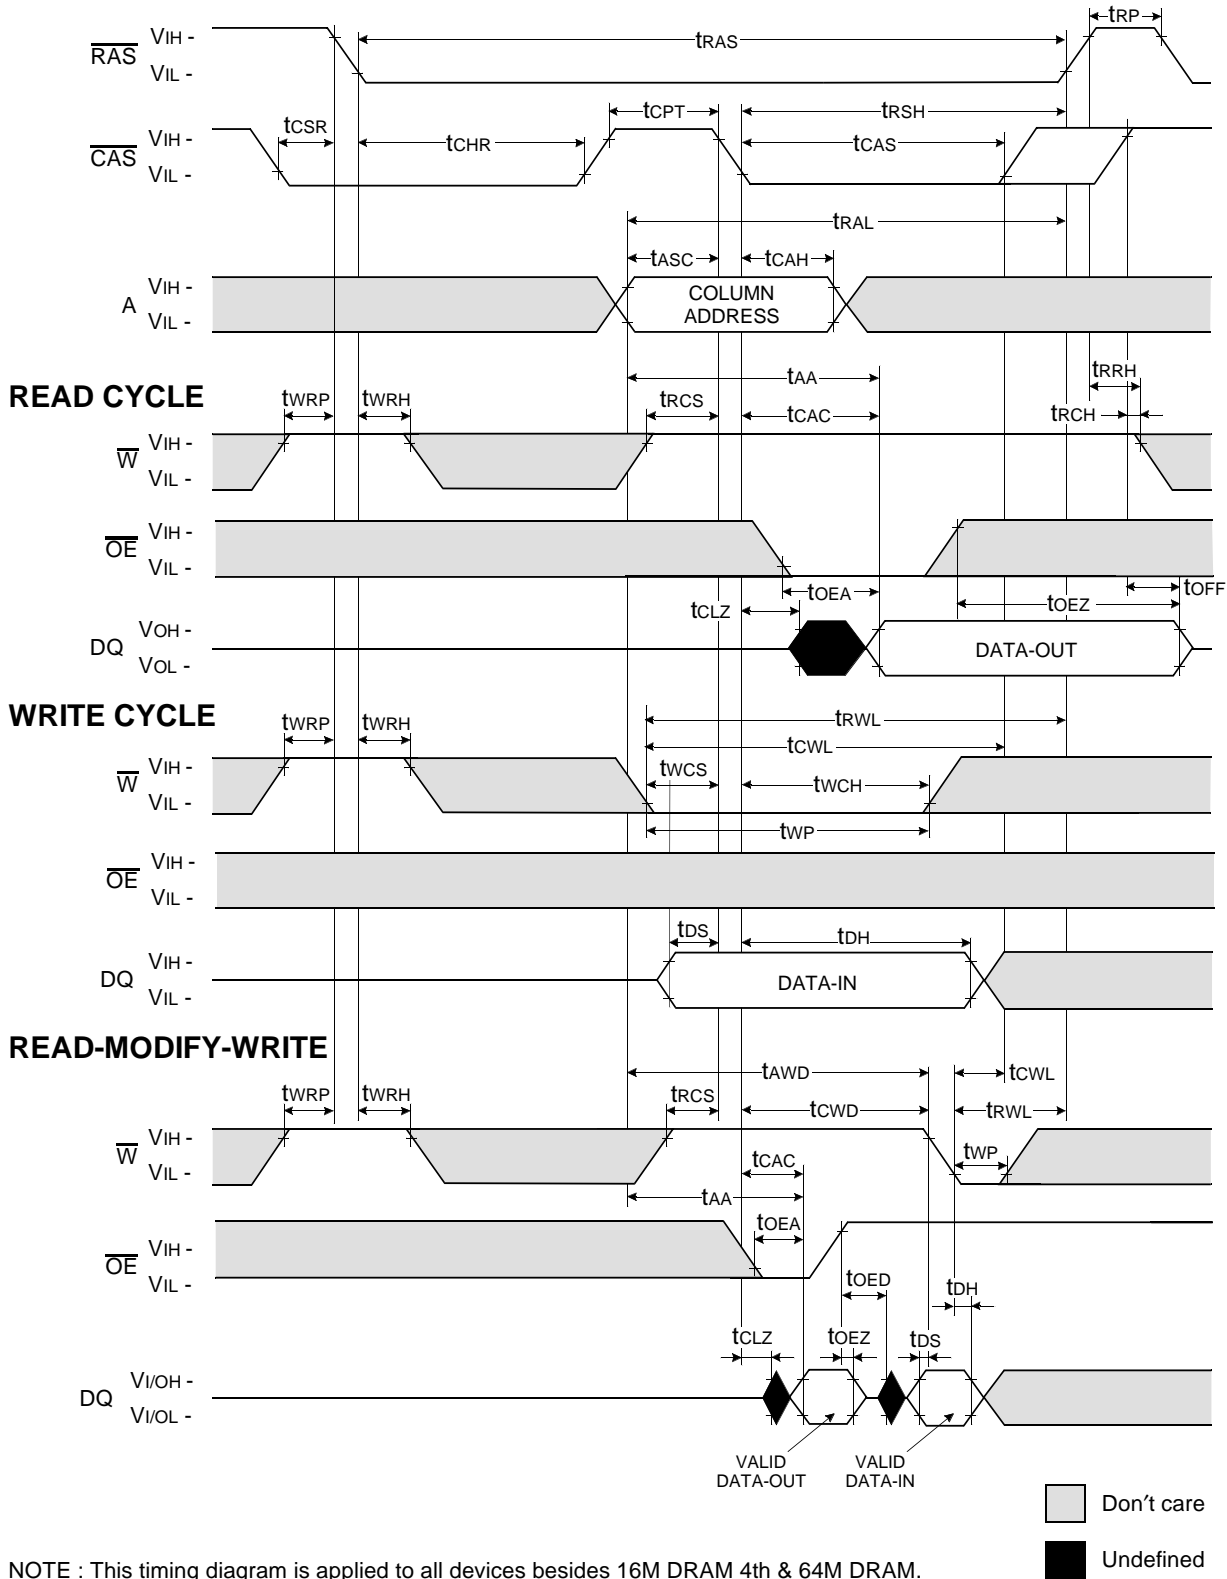 tRP
VIH -
tRAS
RAS
VIL -
tCPT
tRSH
tCSR
VIH -
tCHR
tCAS
CAS
VIL -
tRAL
tASC
tCAH
VIH -
COLUMN
A
ADDRESS
VIL -
tRRH
tAA
READ CYCLE
tWRP
tWRH
tRCS
tCAC
tRCH
VIH -
W
VIL -
VIH -
OE
VIL -
tOEA
tOFF
tCLZ
tOEZ
VOH -
DQ
DATA-OUT
VOL -
WRITE CYCLE
tWRP
tWRH
tRWL
tCWL
VIH -
tWCS
tWCH
W
VIL -
tWP
VIH -
OE
VIL -
tDS
tDH
VIH -
DQ
DATA-IN
VIL -
READ-MODIFY-WRITE
tAWD
tCWL
tWRP
tWRH
tRCS
tCWD
tRWL
VIH -
W
tWP
VIL -
tCAC
tAA
tOEA
VIH -
OE
VIL -
tOED
tDH
tCLZ
tOEZ
tDS
VI/OH -
DQ
VI/OL -
VALID
DATA-OUT
VALID
DATA-IN
Don′t care
Undefined
NOTE : This timing diagram is applied to all devices besides 16M DRAM 4th & 64M DRAM.